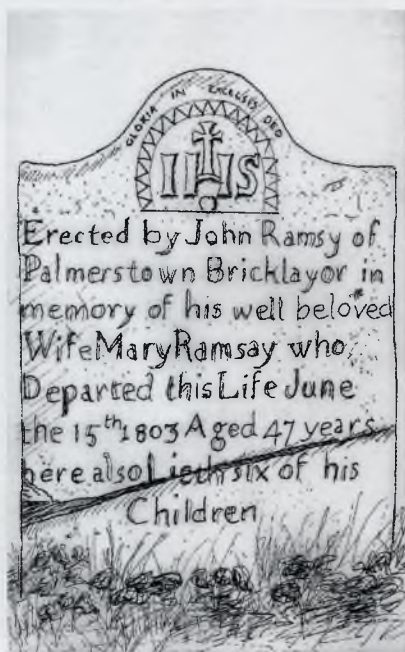 GLORIA IN EXCELSIS DEO
IHS
Erected by John Ramsy of
Palmerstown Bricklayor in
memory of his well beloved
Wife Mary Ramsay who
Departed this Life June
the 15th 1803 Aged 47 years
here also Lieth six of his
Children